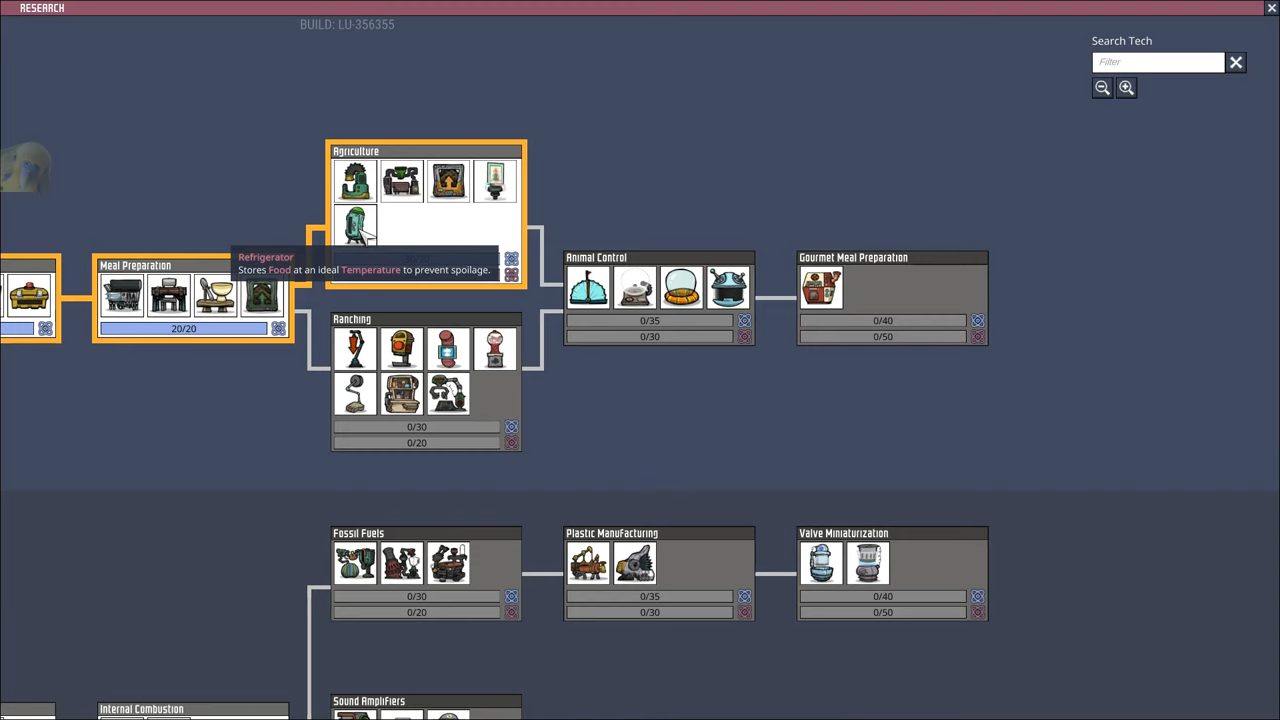 RESEARCH
BUILD: LU-356355
Search Tech
Filter
Agriculture
Refrigerator
Stores Food at an ideal Temperature to prevent spoilage.
Meal Preparation
20/20
Animal Control
0/35
0/30
Gourmet Meal Preparation
0/40
0/50
Ranching
0/30
0/20
Fossil Fuels
0/30
0/20
Plastic Manufacturing
0/35
0/30
Valve Miniaturization
0/40
0/50
Internal Combustion
Sound Amplifiers